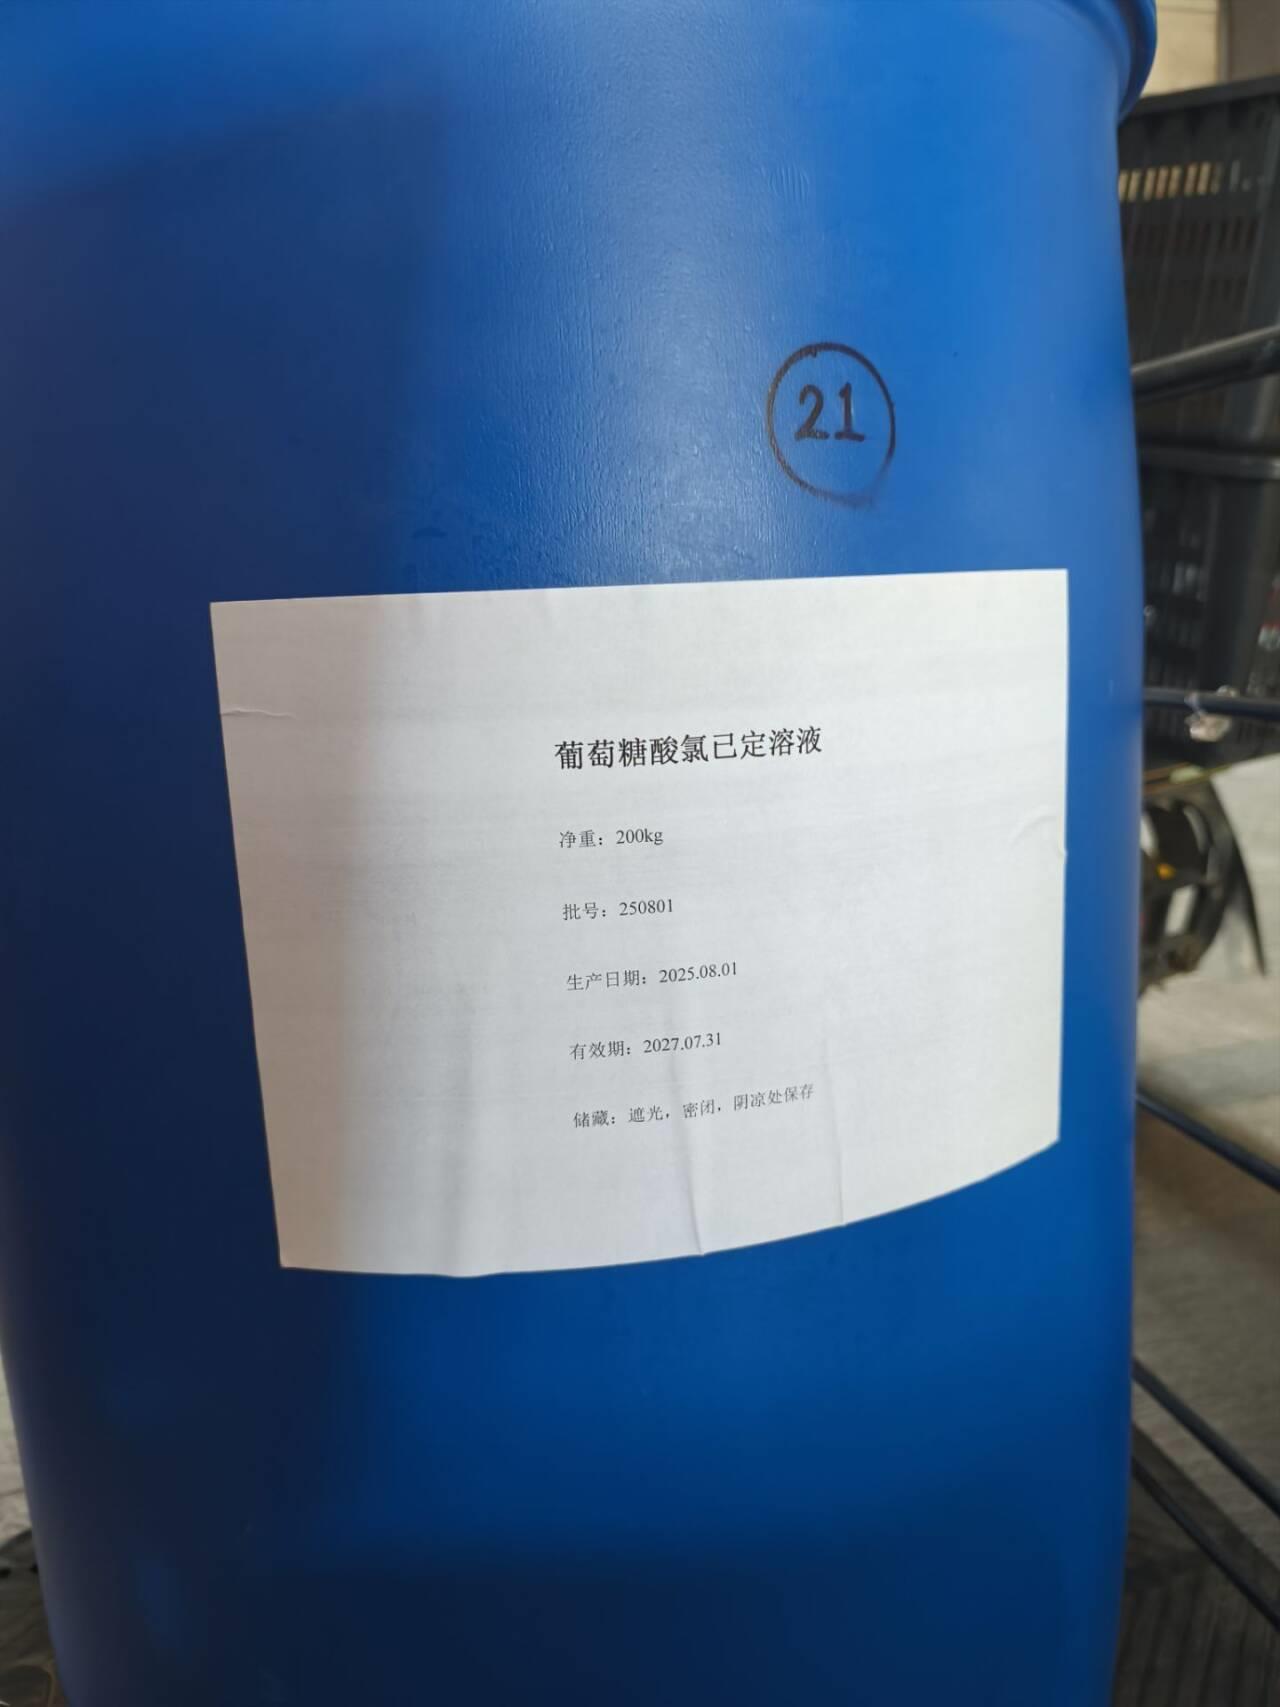 21
葡萄糖酸氯已定溶液
净重：200kg
批号：250801
生产日期：2025.08.01
有效期：2027.07.31
储藏：遮光，密闭，阴凉处保存